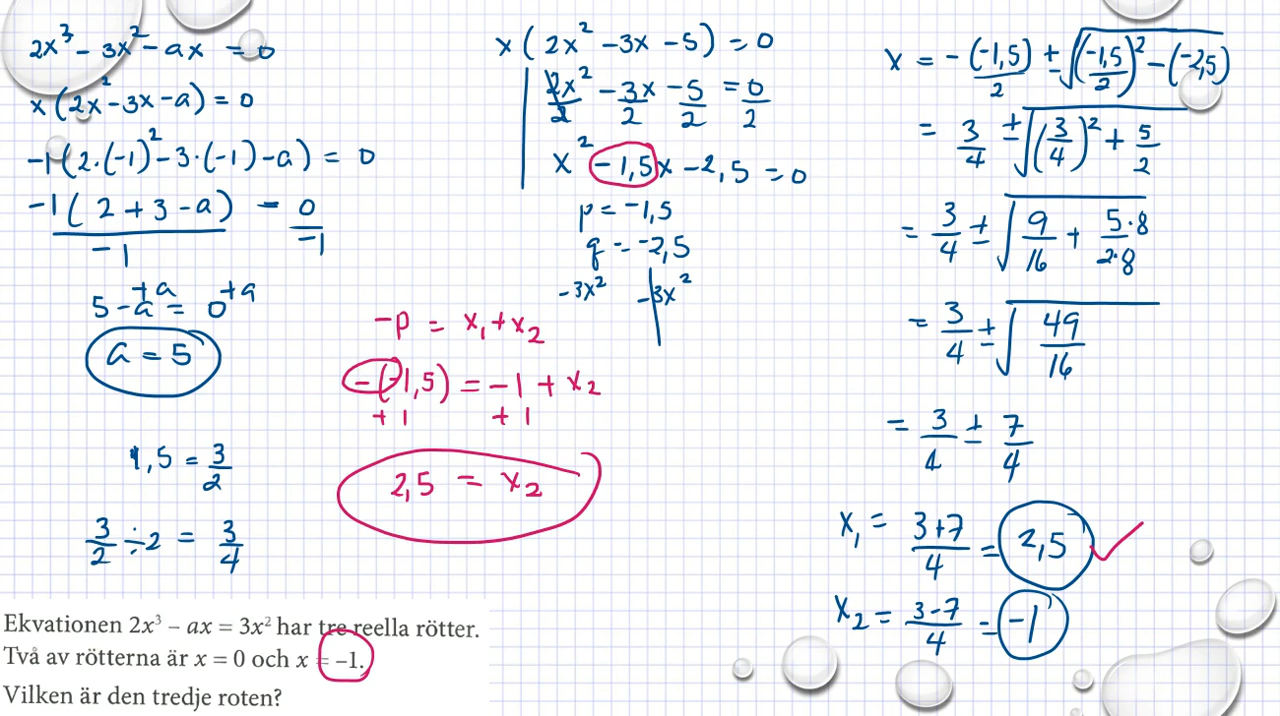 2x³ - 3x² - ax = 0
x(2x² - 3x - a) = 0
-1(2·(-1)² - 3·(-1) - a) = 0
-1(2 + 3 - a) = 0
-1 -1
5 - a +a = 0 +a
a = 5
1,5 = 3/2
3/2 ÷ 2 = 3/4
x(2x² - 3x - 5) = 0
2x²/2 - 3x/2 - 5/2 = 0/2
x² - 1,5x - 2,5 = 0
p = -1,5
q = -2,5
-3x² -3x²
-p = x₁ + x₂
-(-1,5) = -1 + x₂
+1 +1
2,5 = x₂
x = -(-1,5)/2 ± √((-1,5/2)² - (-2,5))
= 3/4 ± √((3/4)² + 5/2)
= 3/4 ± √(9/16 + 5·8/2·8)
= 3/4 ± √(49/16)
= 3/4 ± 7/4
x₁ = 3+7/4 = 2,5
x₂ = 3-7/4 = -1
Ekvationen 2x³ – ax = 3x² har tre reella rötter.
Två av rötterna är x = 0 och x = –1.
Vilken är den tredje roten?